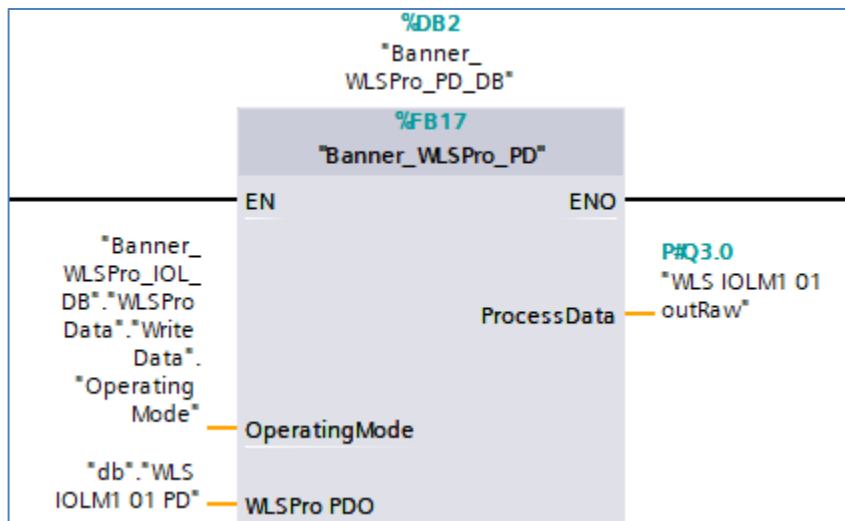 %DB2
"Banner_
WLSPro_PD_DB"
%FB17
"Banner_WLSPro_PD"
EN
ENO
"Banner_
WLSPro_IOL_
DB"."WLSPro
Data"."Write
Data".
"Operating
Mode"
OperatingMode
"db"."WLS
IOLM1 01 PD"
WLSPro PDO
ProcessData
P#Q3.0
"WLS IOLM1 01
outRaw"